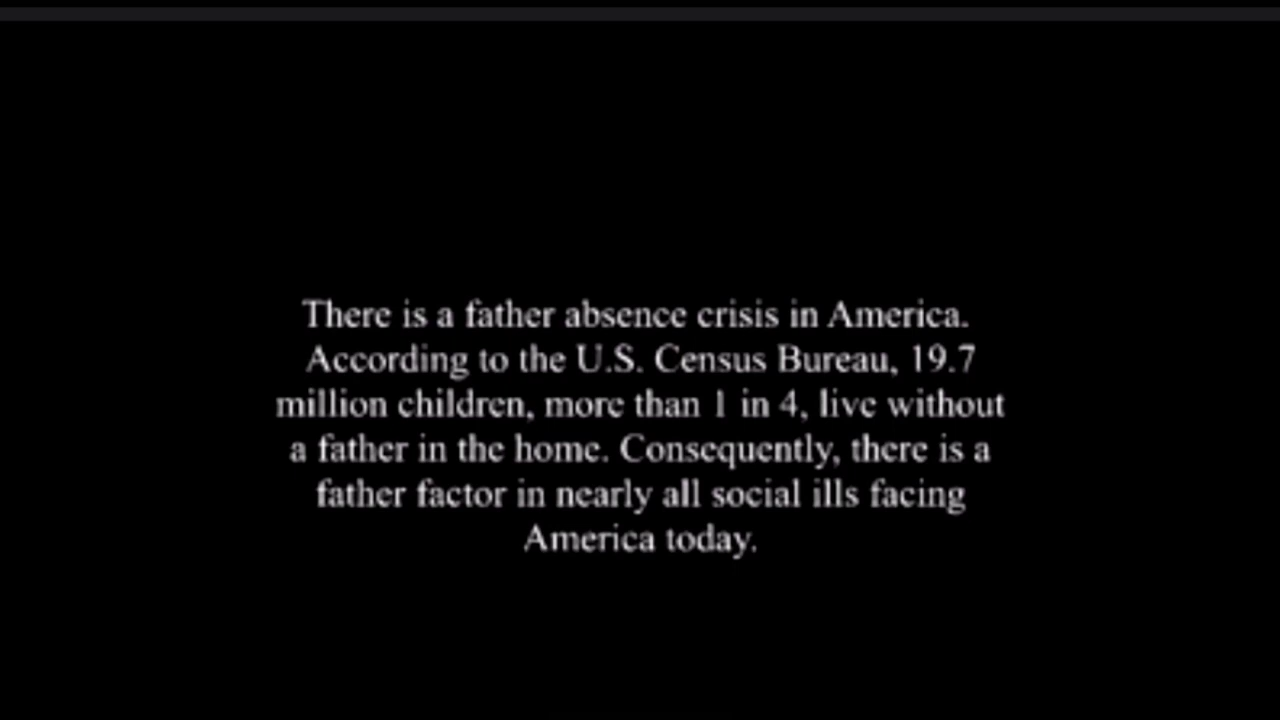 There is a father absence crisis in America.
According to the U.S. Census Bureau, 19.7
million children, more than 1 in 4, live without
a father in the home. Consequently, there is a
father factor in nearly all social ills facing
America today.